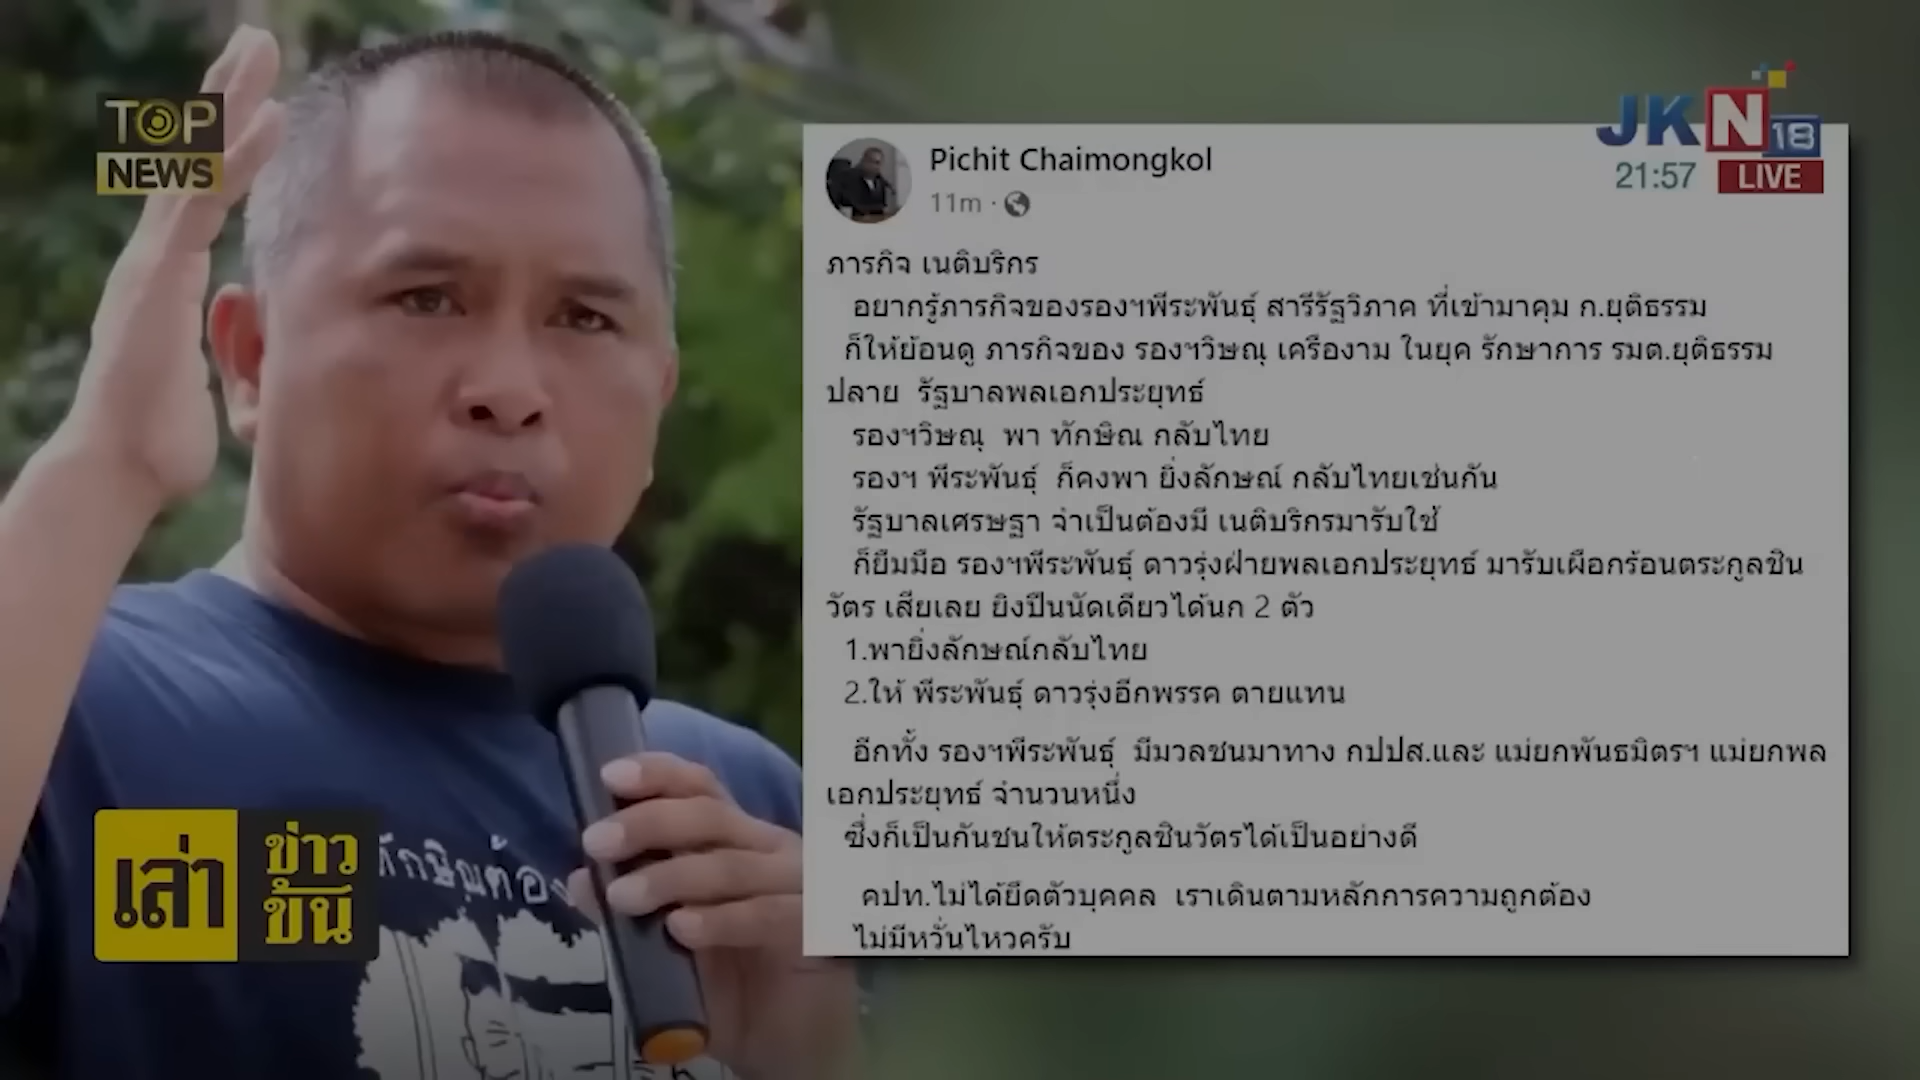 TOP
NEWS
JKN18
21:57 LIVE
Pichit Chaimongkol
11m ·
ภารกิจ เนติบริกร
อยากรู้ภารกิจของรองฯพีระพันธุ์ สารีรัฐวิภาค ที่เข้ามาคุม ก.ยุติธรรม
ก็ให้ย้อนดู ภารกิจของ รองฯวิษณุ เครืองาม ในยุค รักษาการ รมต.ยุติธรรม
ปลาย รัฐบาลพลเอกประยุทธ์
รองฯวิษณุ พา ทักษิณ กลับไทย
รองฯ พีระพันธุ์ ก็คงพา ยิ่งลักษณ์ กลับไทยเช่นกัน
รัฐบาลเศรษฐา จำเป็นต้องมี เนติบริกรมารับใช้
ก็ยืมมือ รองฯพีระพันธุ์ ดาวรุ่งฝ่ายพลเอกประยุทธ์ มารับเผือกร้อนตระกูลชิน
วัตร เสียเลย ยิงปืนนัดเดียวได้นก 2 ตัว
1.พายิ่งลักษณ์กลับไทย
2.ให้ พีระพันธุ์ ดาวรุ่งอีกพรรค ตายแทน
อีกทั้ง รองฯพีระพันธุ์ มีมวลชนมาทาง กปปส.และ แม่ยกพันธมิตรฯ แม่ยกพล
เอกประยุทธ์ จำนวนหนึ่ง
ซึ่งก็เป็นกันชนให้ตระกูลชินวัตรได้เป็นอย่างดี
คปท.ไม่ได้ยึดตัวบุคคล เราเดินตามหลักการความถูกต้อง
ไม่มีหวั่นไหวครับ
เล่า
ข่าว
ข้น
ทักษิณต้อง